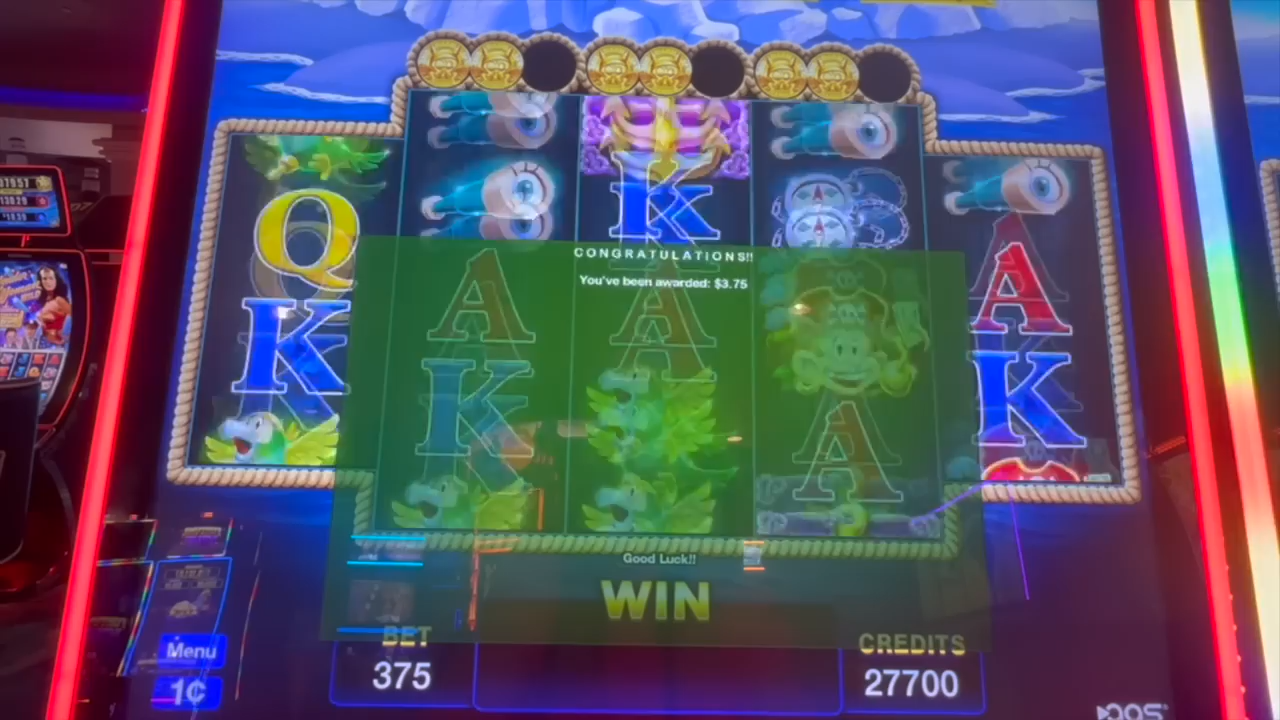 K
Q
A
K
A
A
K
K
A
A
K
CONGRATULATIONS!!
You've been awarded: $3.75
Good Luck!!
WIN
BET
375
CREDITS
27700
Menu
1¢